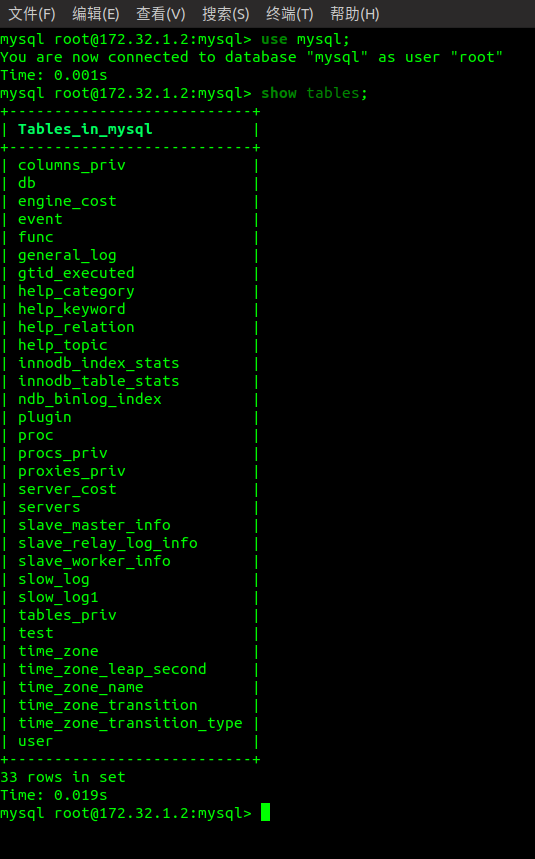 文件(F) 编辑(E) 查看(V) 搜索(S) 终端(T) 帮助(H)
mysql root@172.32.1.2:mysql> use mysql;
You are now connected to database "mysql" as user "root"
Time: 0.001s
mysql root@172.32.1.2:mysql> show tables;
+---------------------------+
| Tables_in_mysql           |
+---------------------------+
| columns_priv              |
| db                        |
| engine_cost               |
| event                     |
| func                      |
| general_log               |
| gtid_executed             |
| help_category             |
| help_keyword              |
| help_relation             |
| help_topic                |
| innodb_index_stats        |
| innodb_table_stats        |
| ndb_binlog_index          |
| plugin                    |
| proc                      |
| procs_priv                |
| proxies_priv              |
| server_cost               |
| servers                   |
| slave_master_info         |
| slave_relay_log_info      |
| slave_worker_info         |
| slow_log                  |
| slow_log1                 |
| tables_priv               |
| test                      |
| time_zone                 |
| time_zone_leap_second     |
| time_zone_name            |
| time_zone_transition      |
| time_zone_transition_type |
| user                      |
+---------------------------+
33 rows in set
Time: 0.019s
mysql root@172.32.1.2:mysql>